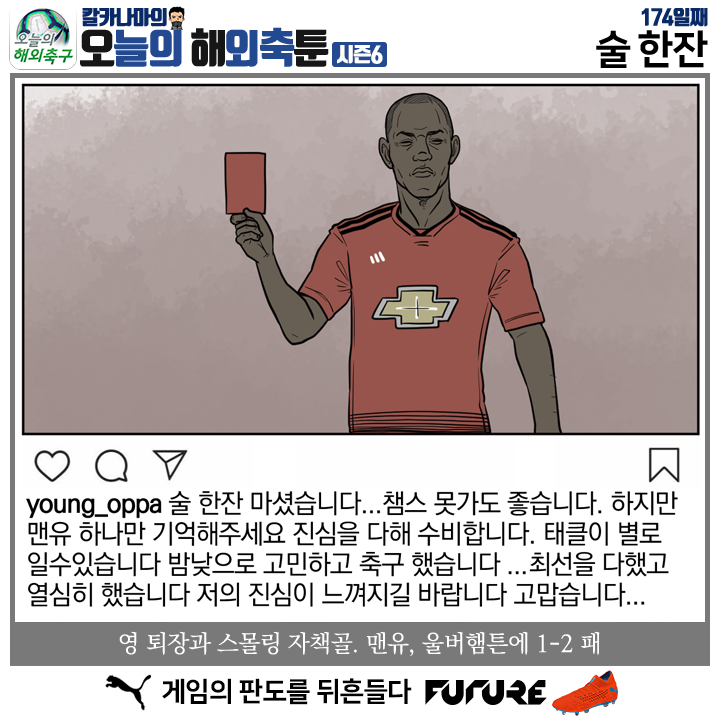 오늘의
해외축구
칼카나마의
오늘의 해외축툰
시즌6
174일째
술 한잔
young_oppa 술 한잔 마셨습니다...챔스 못가도 좋습니다. 하지만
맨유 하나만 기억해주세요 진심을 다해 수비합니다. 태클이 별로
일수있습니다 밤낮으로 고민하고 축구 했습니다 ...최선을 다했고
열심히 했습니다 저의 진심이 느껴지길 바랍니다 고맙습니다...
영 퇴장과 스몰링 자책골. 맨유, 울버햄튼에 1-2 패
게임의 판도를 뒤흔들다 FUTURE